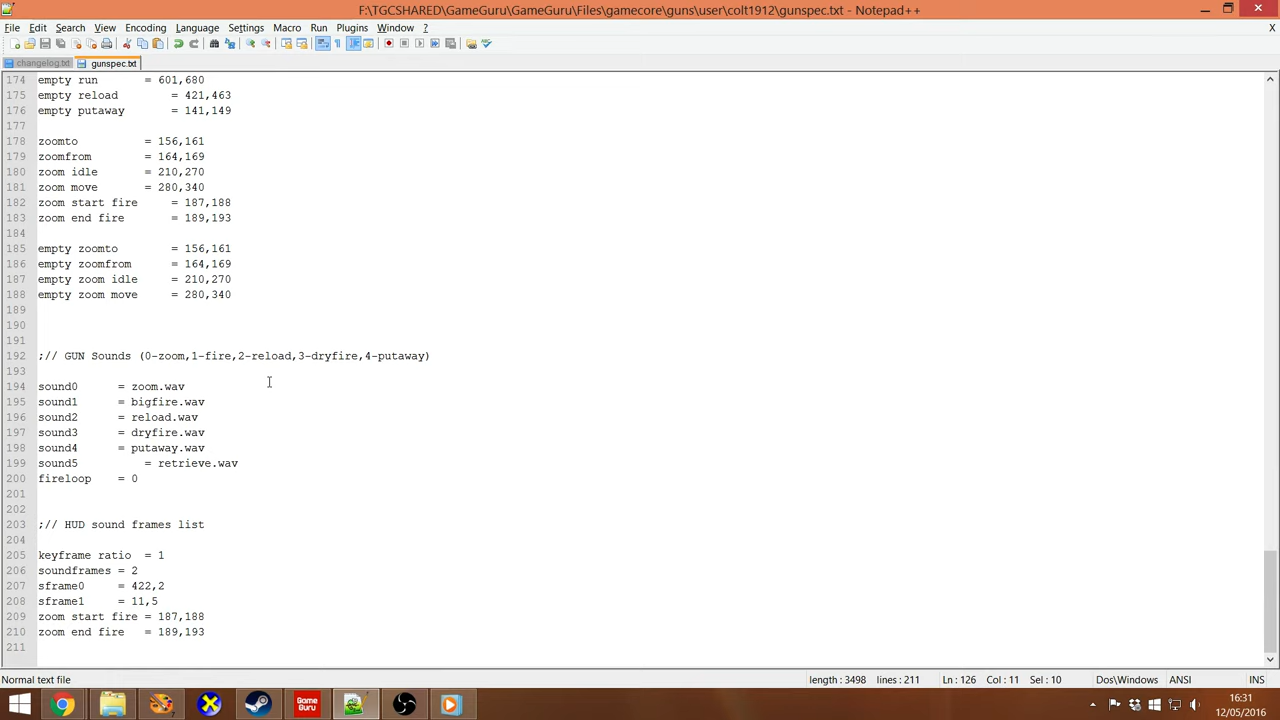 F:\TGCSHARED\GameGuru\GameGuru\Files\gamecore\guns\user\colt1912\gunspec.txt - Notepad++
File Edit Search View Encoding Language Settings Macro Run Plugins Window ? X
changelog.txt gunspec.txt
174 empty run = 601,680
175 empty reload = 421,463
176 empty putaway = 141,149
177
178 zoomto = 156,161
179 zoomfrom = 164,169
180 zoom idle = 210,270
181 zoom move = 280,340
182 zoom start fire = 187,188
183 zoom end fire = 189,193
184
185 empty zoomto = 156,161
186 empty zoomfrom = 164,169
187 empty zoom idle = 210,270
188 empty zoom move = 280,340
189
190
191
192 ;// GUN Sounds (0-zoom,1-fire,2-reload,3-dryfire,4-putaway)
193
194 sound0 = zoom.wav
195 sound1 = bigfire.wav
196 sound2 = reload.wav
197 sound3 = dryfire.wav
198 sound4 = putaway.wav
199 sound5 = retrieve.wav
200 fireloop = 0
201
202
203 ;// HUD sound frames list
204
205 keyframe ratio = 1
206 soundframes = 2
207 sframe0 = 422,2
208 sframe1 = 11,5
209 zoom start fire = 187,188
210 zoom end fire = 189,193
211
Normal text file length : 3498 lines : 211 Ln : 126 Col : 11 Sel : 10 Dos\Windows ANSI INS
GAME GURU
16:31
12/05/2016